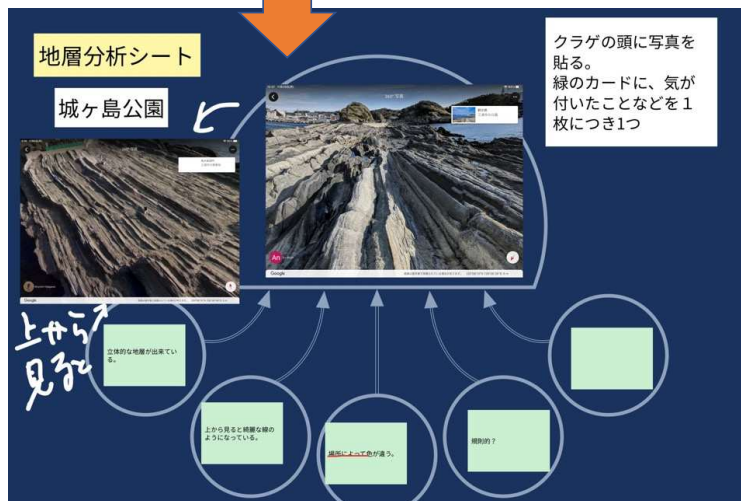 地層分析シート
城ヶ島公園
クラゲの頭に写真を
貼る。
緑のカードに、気が
付いたことなどを１
枚につき1つ
An
Google
Google
上から
見ると
立体的な地層が出来てい
る。
上から見ると綺麗な線の
ようになっている。
場所によって色が違う。
規則的？